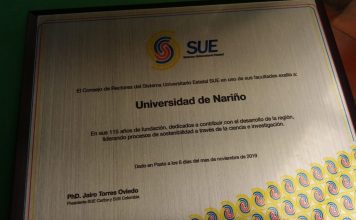 SUE
Sistema Universitario Estatal
El Consejo de Rectores del Sistema Universitario Estatal SUE en uso de sus facultades exalta a:
Universidad de Nariño
En sus 115 años de fundación, dedicados a contribuir con el desarrollo de la región,
liderando procesos de sostenibilidad a través de la ciencia e investigación.
Dado en Pasto a los 6 días del mes de noviembre de 2019
PhD. Jairo Torres Oviedo
Presidente SUE Caribe y SUE Colombia